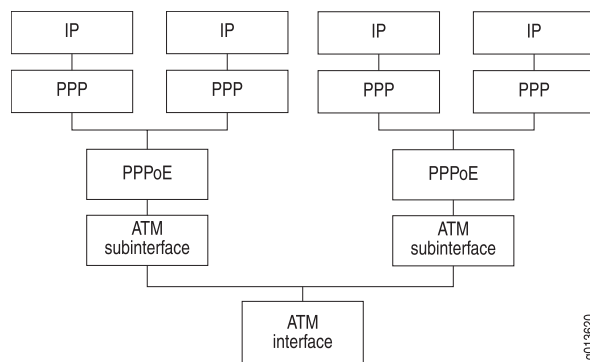 IP
IP
IP
IP
PPP
PPP
PPP
PPP
PPPoE
PPPoE
ATM
subinterface
ATM
subinterface
ATM
interface
g013620